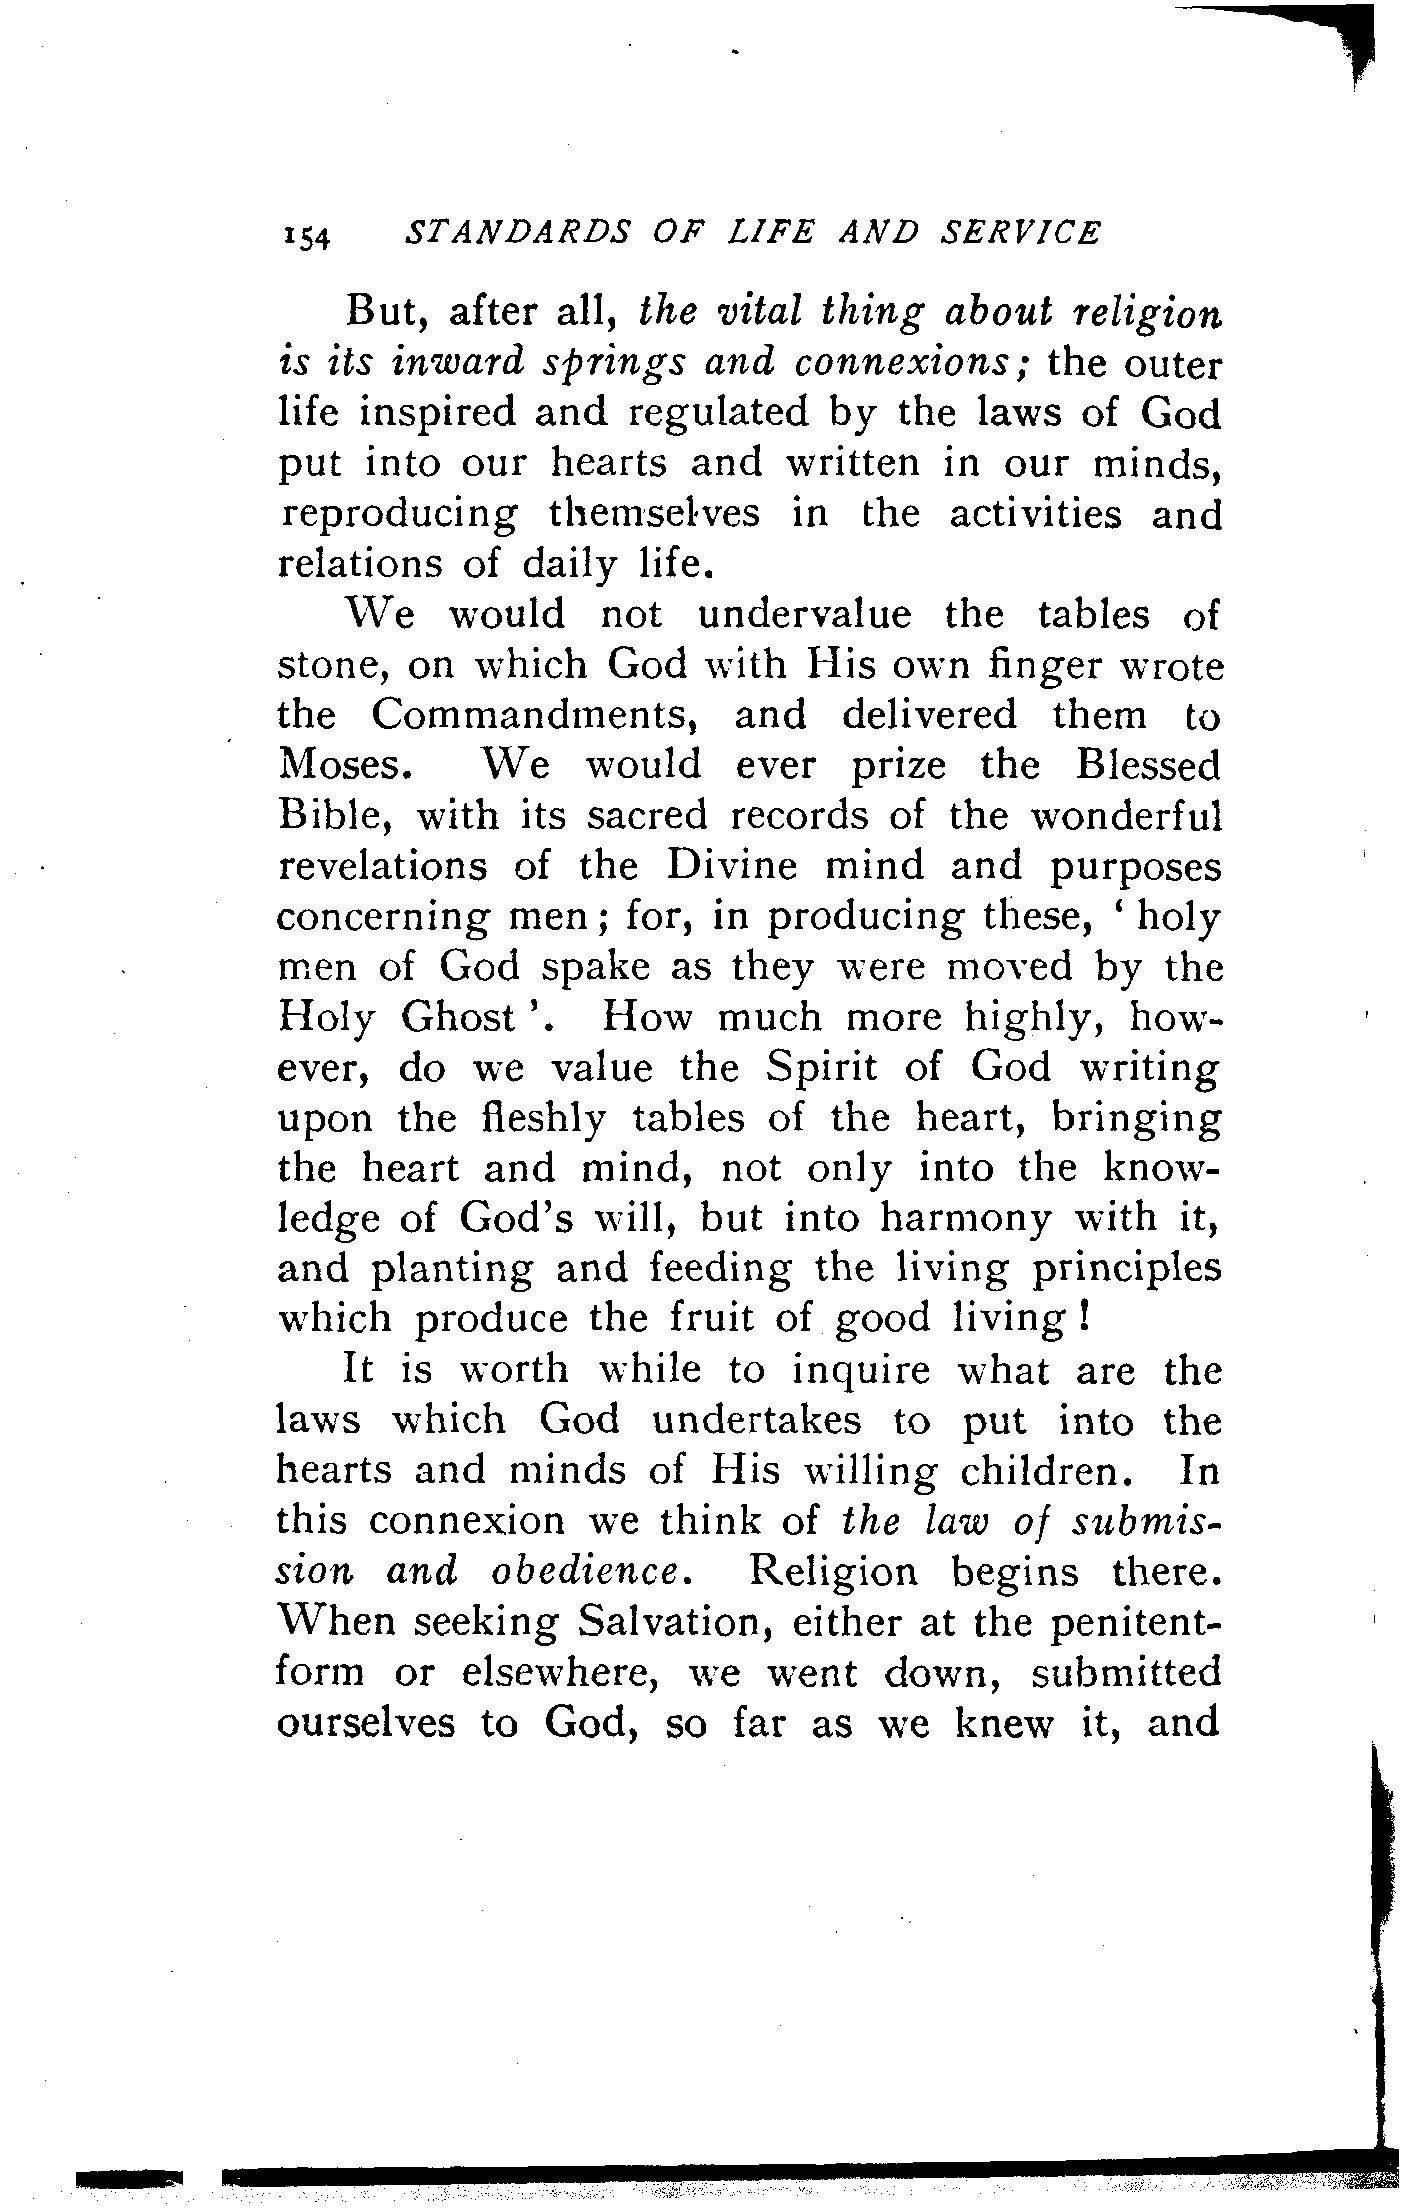 154 STANDARDS OF LIFE AND SERVICE
But, after all, the vital thing about religion
is its inward springs and connexions; the outer
life inspired and regulated by the laws of God
put into our hearts and written in our minds,
reproducing themselves in the activities and
relations of daily life.
We would not undervalue the tables of
stone, on which God with His own finger wrote
the Commandments, and delivered them to
Moses. We would ever prize the Blessed
Bible, with its sacred records of the wonderful
revelations of the Divine mind and purposes
concerning men; for, in producing these, ‘holy
men of God spake as they were moved by the
Holy Ghost’. How much more highly, how-
ever, do we value the Spirit of God writing
upon the fleshly tables of the heart, bringing
the heart and mind, not only into the know-
ledge of God’s will, but into harmony with it,
and planting and feeding the living principles
which produce the fruit of good living!
It is worth while to inquire what are the
laws which God undertakes to put into the
hearts and minds of His willing children. In
this connexion we think of the law of submis-
sion and obedience. Religion begins there.
When seeking Salvation, either at the penitent-
form or elsewhere, we went down, submitted
ourselves to God, so far as we knew it, and